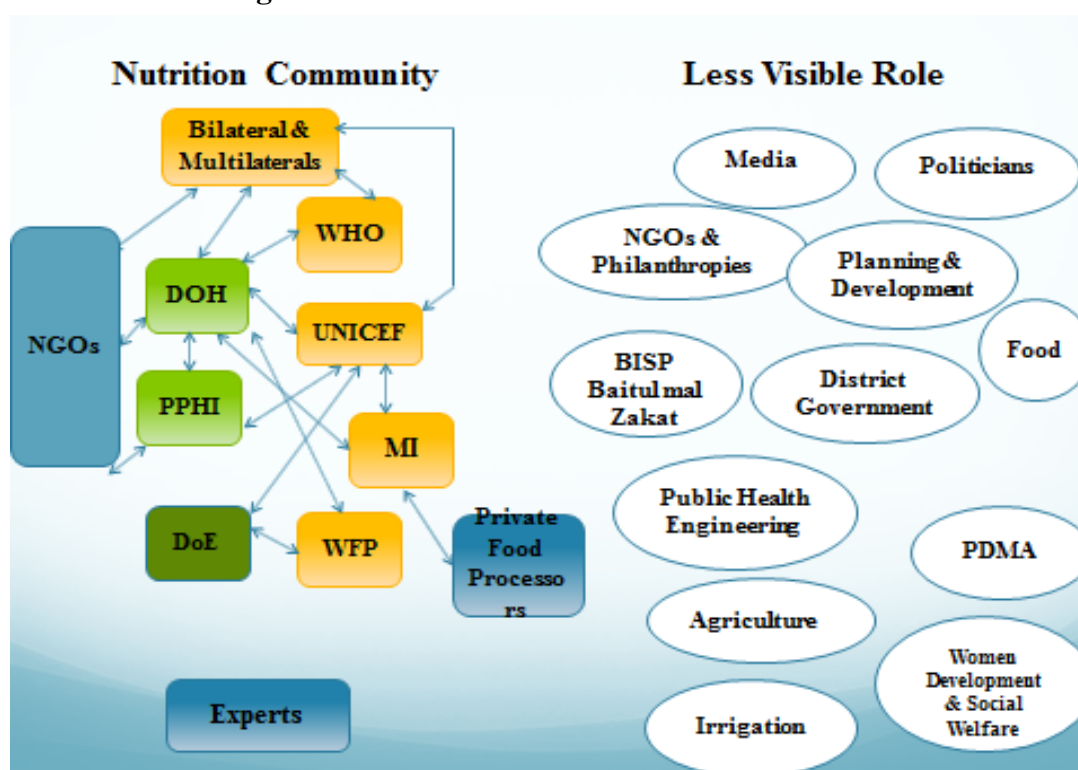 Nutrition Community
Bilateral &
Multilaterals
WHO
DOH
NGOs
UNICEF
PPHI
MI
DoE
WFP
Private
Food
Processo
rs
Experts
Less Visible Role
Media
Politicians
NGOs &
Philanthropies
Planning &
Development
Food
BISP
Baitulmal
Zakat
District
Government
Public Health
Engineering
PDMA
Agriculture
Women
Development
& Social
Welfare
Irrigation